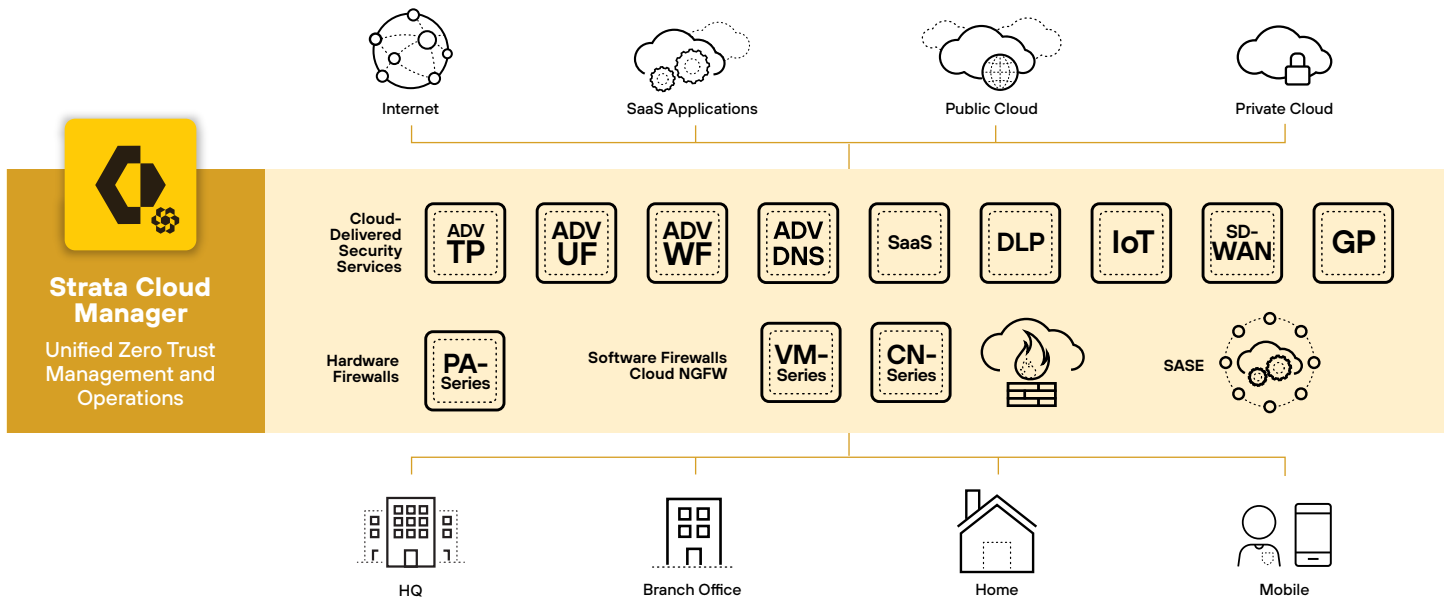 Internet
SaaS Applications
Public Cloud
Private Cloud
Strata Cloud
Manager
Unified Zero Trust
Management and
Operations
Cloud-
Delivered
Security
Services
ADV
TP
ADV
UF
ADV
WF
ADV
DNS
SaaS
DLP
IoT
SD-
WAN
GP
Hardware
Firewalls
PA-
Series
Software Firewalls
Cloud NGFW
VM-
Series
CN-
Series
SASE
HQ
Branch Office
Home
Mobile